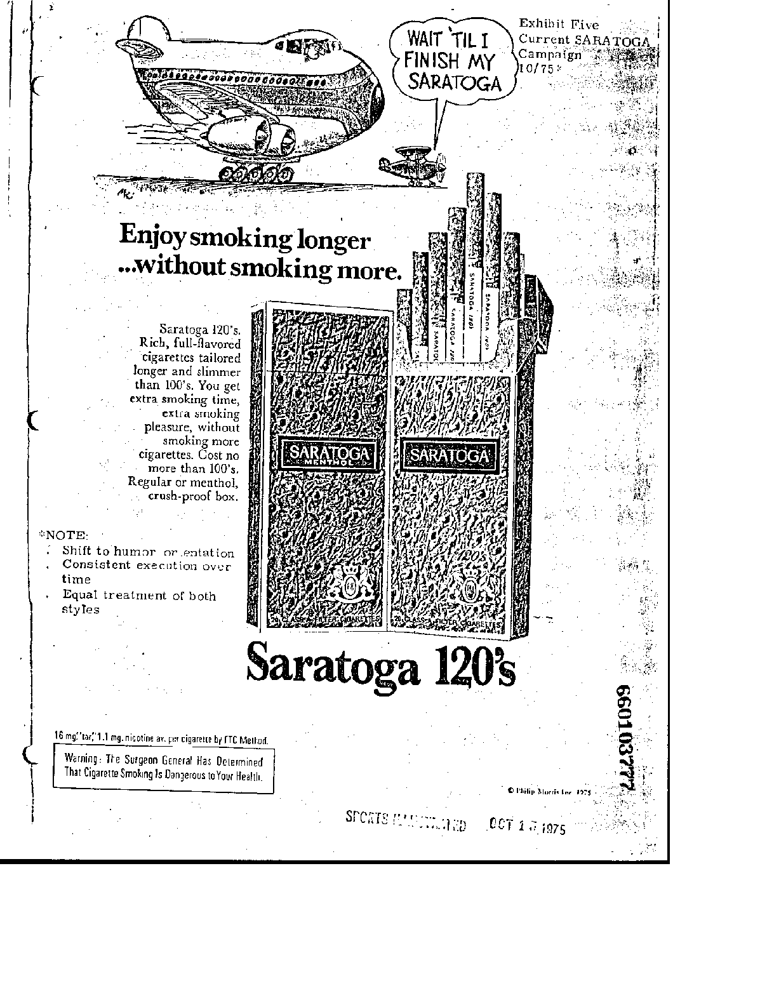 Exhibit Five
Current SARATOGA
Campaign
10/75
WAIT 'TIL I
FINISH MY
SARATOGA
Enjoy smoking longer
...without smoking more.
Saratoga 120's.
Rich, full-flavored
cigarettes tailored
longer and slimmer
than 100's. You get
extra smoking time,
extra smoking
pleasure, without
smoking more
cigarettes. Cost no
more than 100's.
Regular or menthol,
crush-proof box.
SARATOGA 120's
SARATOGA
MENTHOL
SARATOGA
*NOTE:
. Shift to humor orientation
. Consistent execution over
time
. Equal treatment of both
styles
Saratoga 120's
16 mg. "tar," 1.1 mg. nicotine av. per cigarette by FTC Method.
Warning: The Surgeon General Has Determined
That Cigarette Smoking Is Dangerous to Your Health.
© Philip Morris Inc. 1975
SPORTS ILLUSTRATED OCT 1 1975
660103777